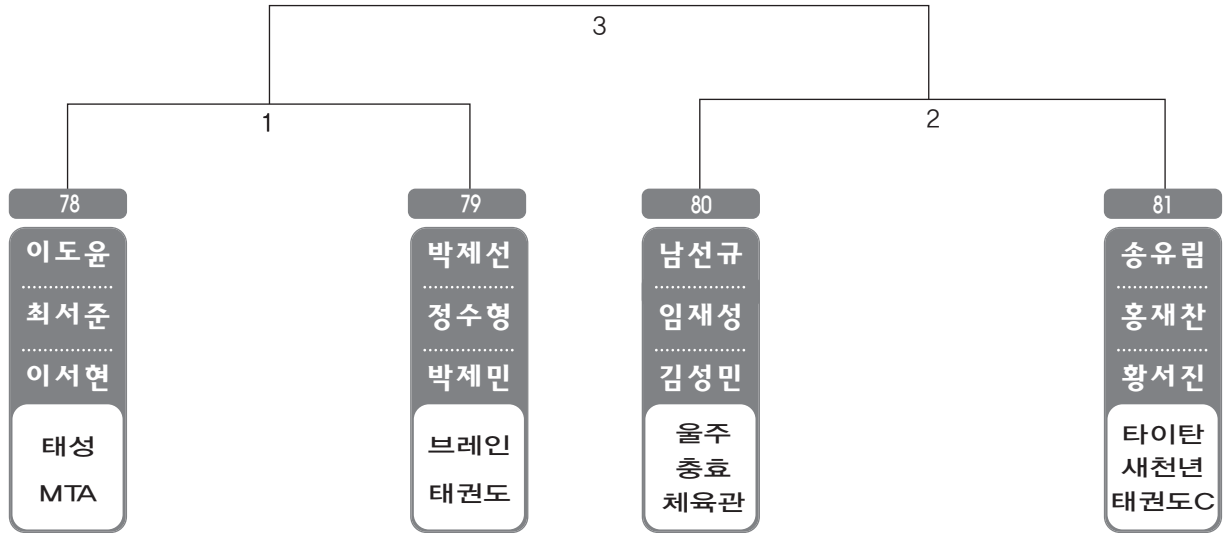 3
1
2
78
이도윤
최서준
이서현
태성
MTA
79
박제선
정수형
박제민
브레인
태권도
80
남선규
임재성
김성민
울주
충효
체육관
81
송유림
홍재찬
황서진
타이탄
새천년
태권도C